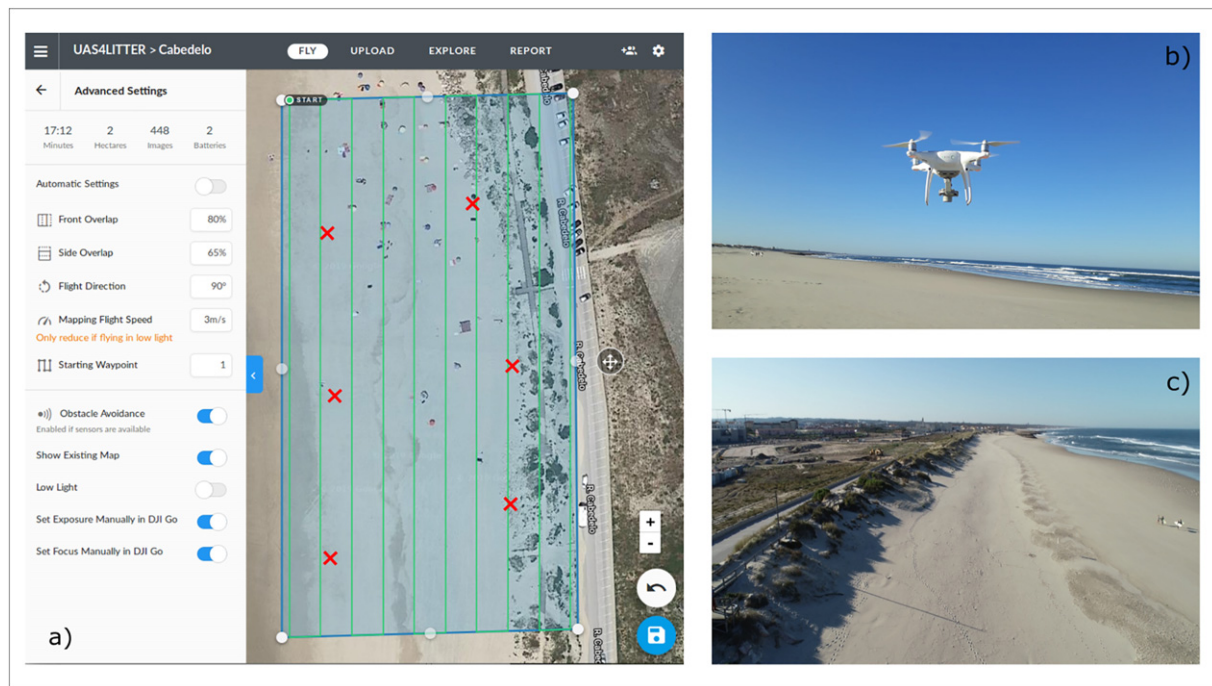 UAS4LITTER > Cabedelo
FLY UPLOAD EXPLORE REPORT
Advanced Settings
17:12 2 448 2
Minutes Hectares Images Batteries
Automatic Settings
Front Overlap 80%
Side Overlap 65%
Flight Direction 90°
Mapping Flight Speed 3m/s
Only reduce if flying in low light
Starting Waypoint 1
Obstacle Avoidance
Enabled if sensors are available
Show Existing Map
Low Light
Set Exposure Manually in DJI Go
Set Focus Manually in DJI Go
a)
START
R. Cabedelo
R. Cabedelo
R. Cabedelo
R. Cabedelo
R. Cabedelo
+
-
b)
c)